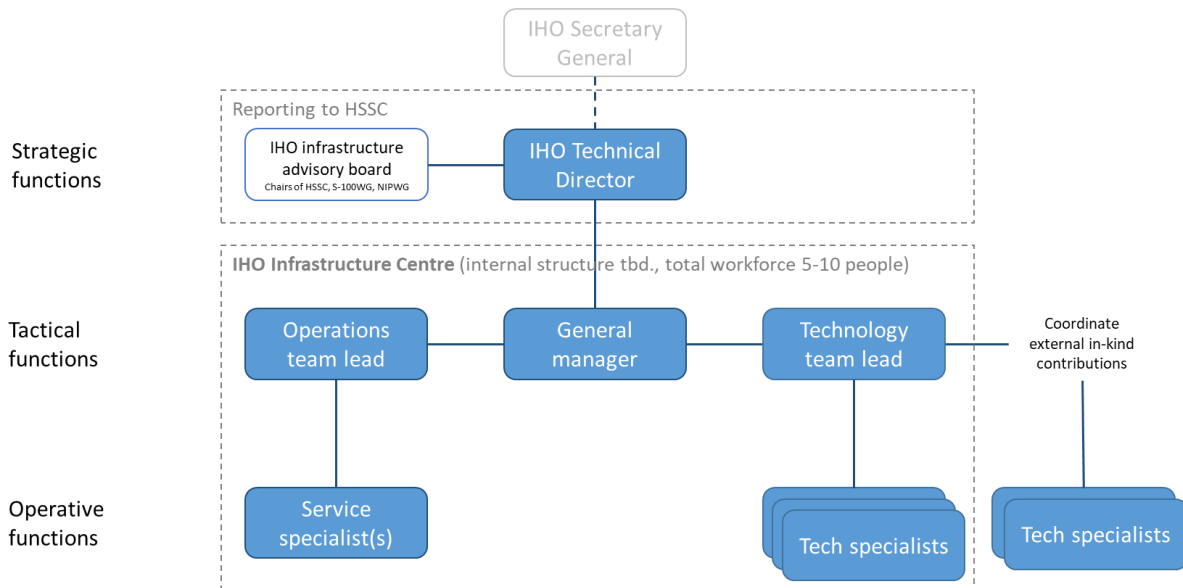 IHO Secretary
General
Reporting to HSSC
Strategic
functions
IHO infrastructure
advisory board
Chairs of HSSC, S-100WG, NIPWG
IHO Technical
Director
IHO Infrastructure Centre (internal structure tbd., total workforce 5-10 people)
Tactical
functions
Operations
team lead
General
manager
Technology
team lead
Coordinate
external in-kind
contributions
Operative
functions
Service
specialist(s)
Tech specialists
Tech specialists